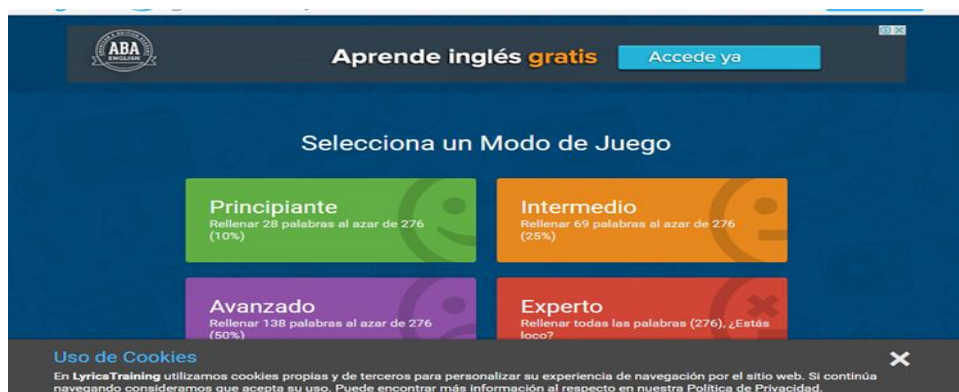 ABA
ENGLISH
Aprende inglés gratis
Accede ya
Selecciona un Modo de Juego
Principiante
Rellenar 28 palabras al azar de 276
(10%)
Intermedio
Rellenar 69 palabras al azar de 276
(25%)
Avanzado
Rellenar 138 palabras al azar de 276
(50%)
Experto
Rellenar todas las palabras (276), ¿Estás
loco?
Uso de Cookies
En LyricsTraining utilizamos cookies propias y de terceros para personalizar su experiencia de navegación por el sitio web. Si continúa
navegando consideramos que acepta su uso. Puede encontrar más información al respecto en nuestra Política de Privacidad.